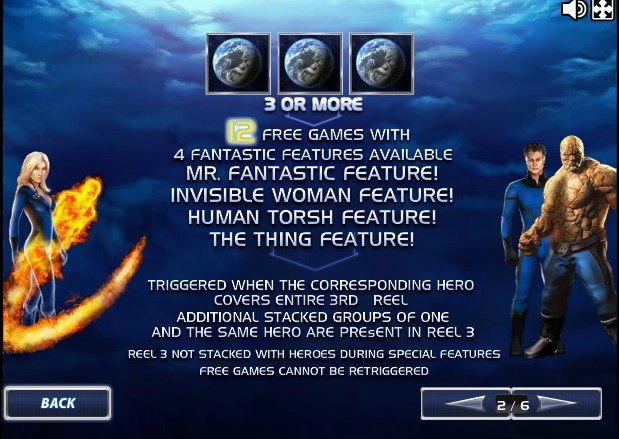 3 OR MORE
12 FREE GAMES WITH
4 FANTASTIC FEATURES AVAILABLE
MR. FANTASTIC FEATURE!
INVISIBLE WOMAN FEATURE!
HUMAN TORSH FEATURE!
THE THING FEATURE!
TRIGGERED WHEN THE CORRESPONDING HERO
COVERS ENTIRE 3RD REEL
ADDITIONAL STACKED GROUPS OF ONE
AND THE SAME HERO ARE PREsENT IN REEL 3
REEL 3 NOT STACKED WITH HEROES DURING SPECIAL FEATURES
FREE GAMES CANNOT BE RETRIGGERED
BACK
2 / 6